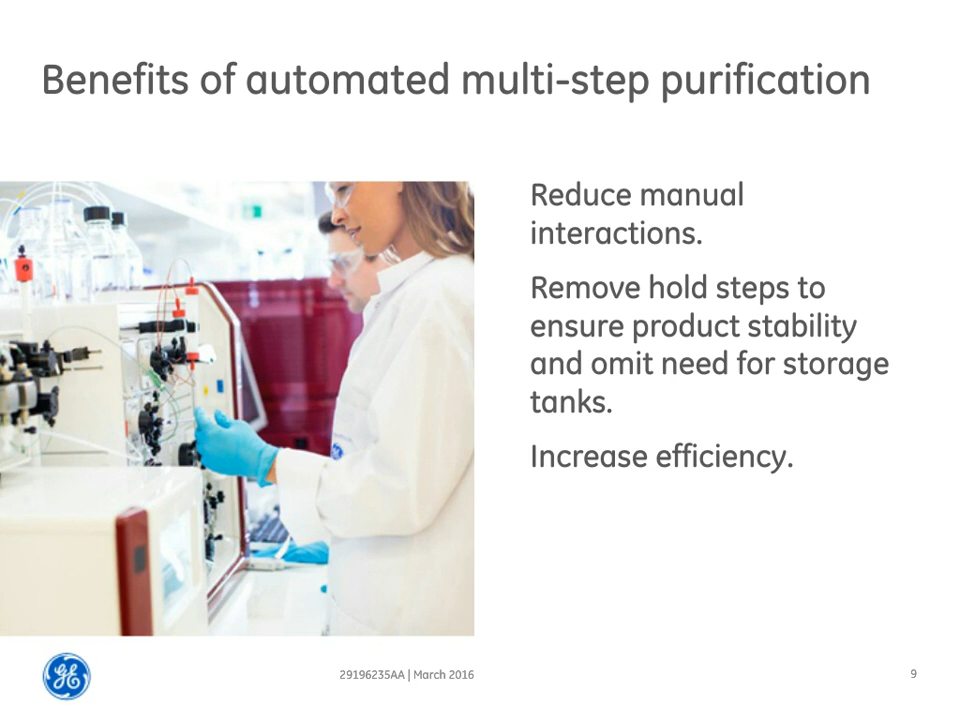 Benefits of automated multi-step purification
Reduce manual
interactions.
Remove hold steps to
ensure product stability
and omit need for storage
tanks.
Increase efficiency.
GE
29196235AA | March 2016
9